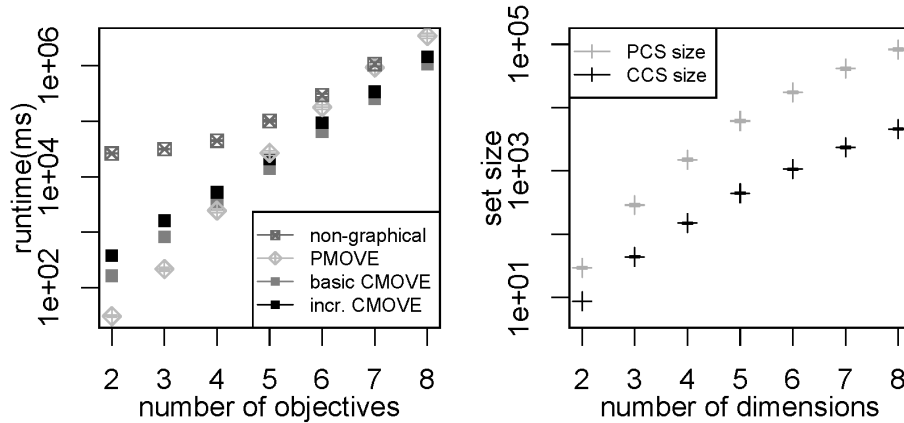 runtime(ms)
1e+06
1e+04
1e+02
non-graphical
PMOVE
basic CMOVE
incr. CMOVE
2 3 4 5 6 7 8
number of objectives
set size
1e+05
1e+03
1e+01
PCS size
CCS size
2 3 4 5 6 7 8
number of dimensions